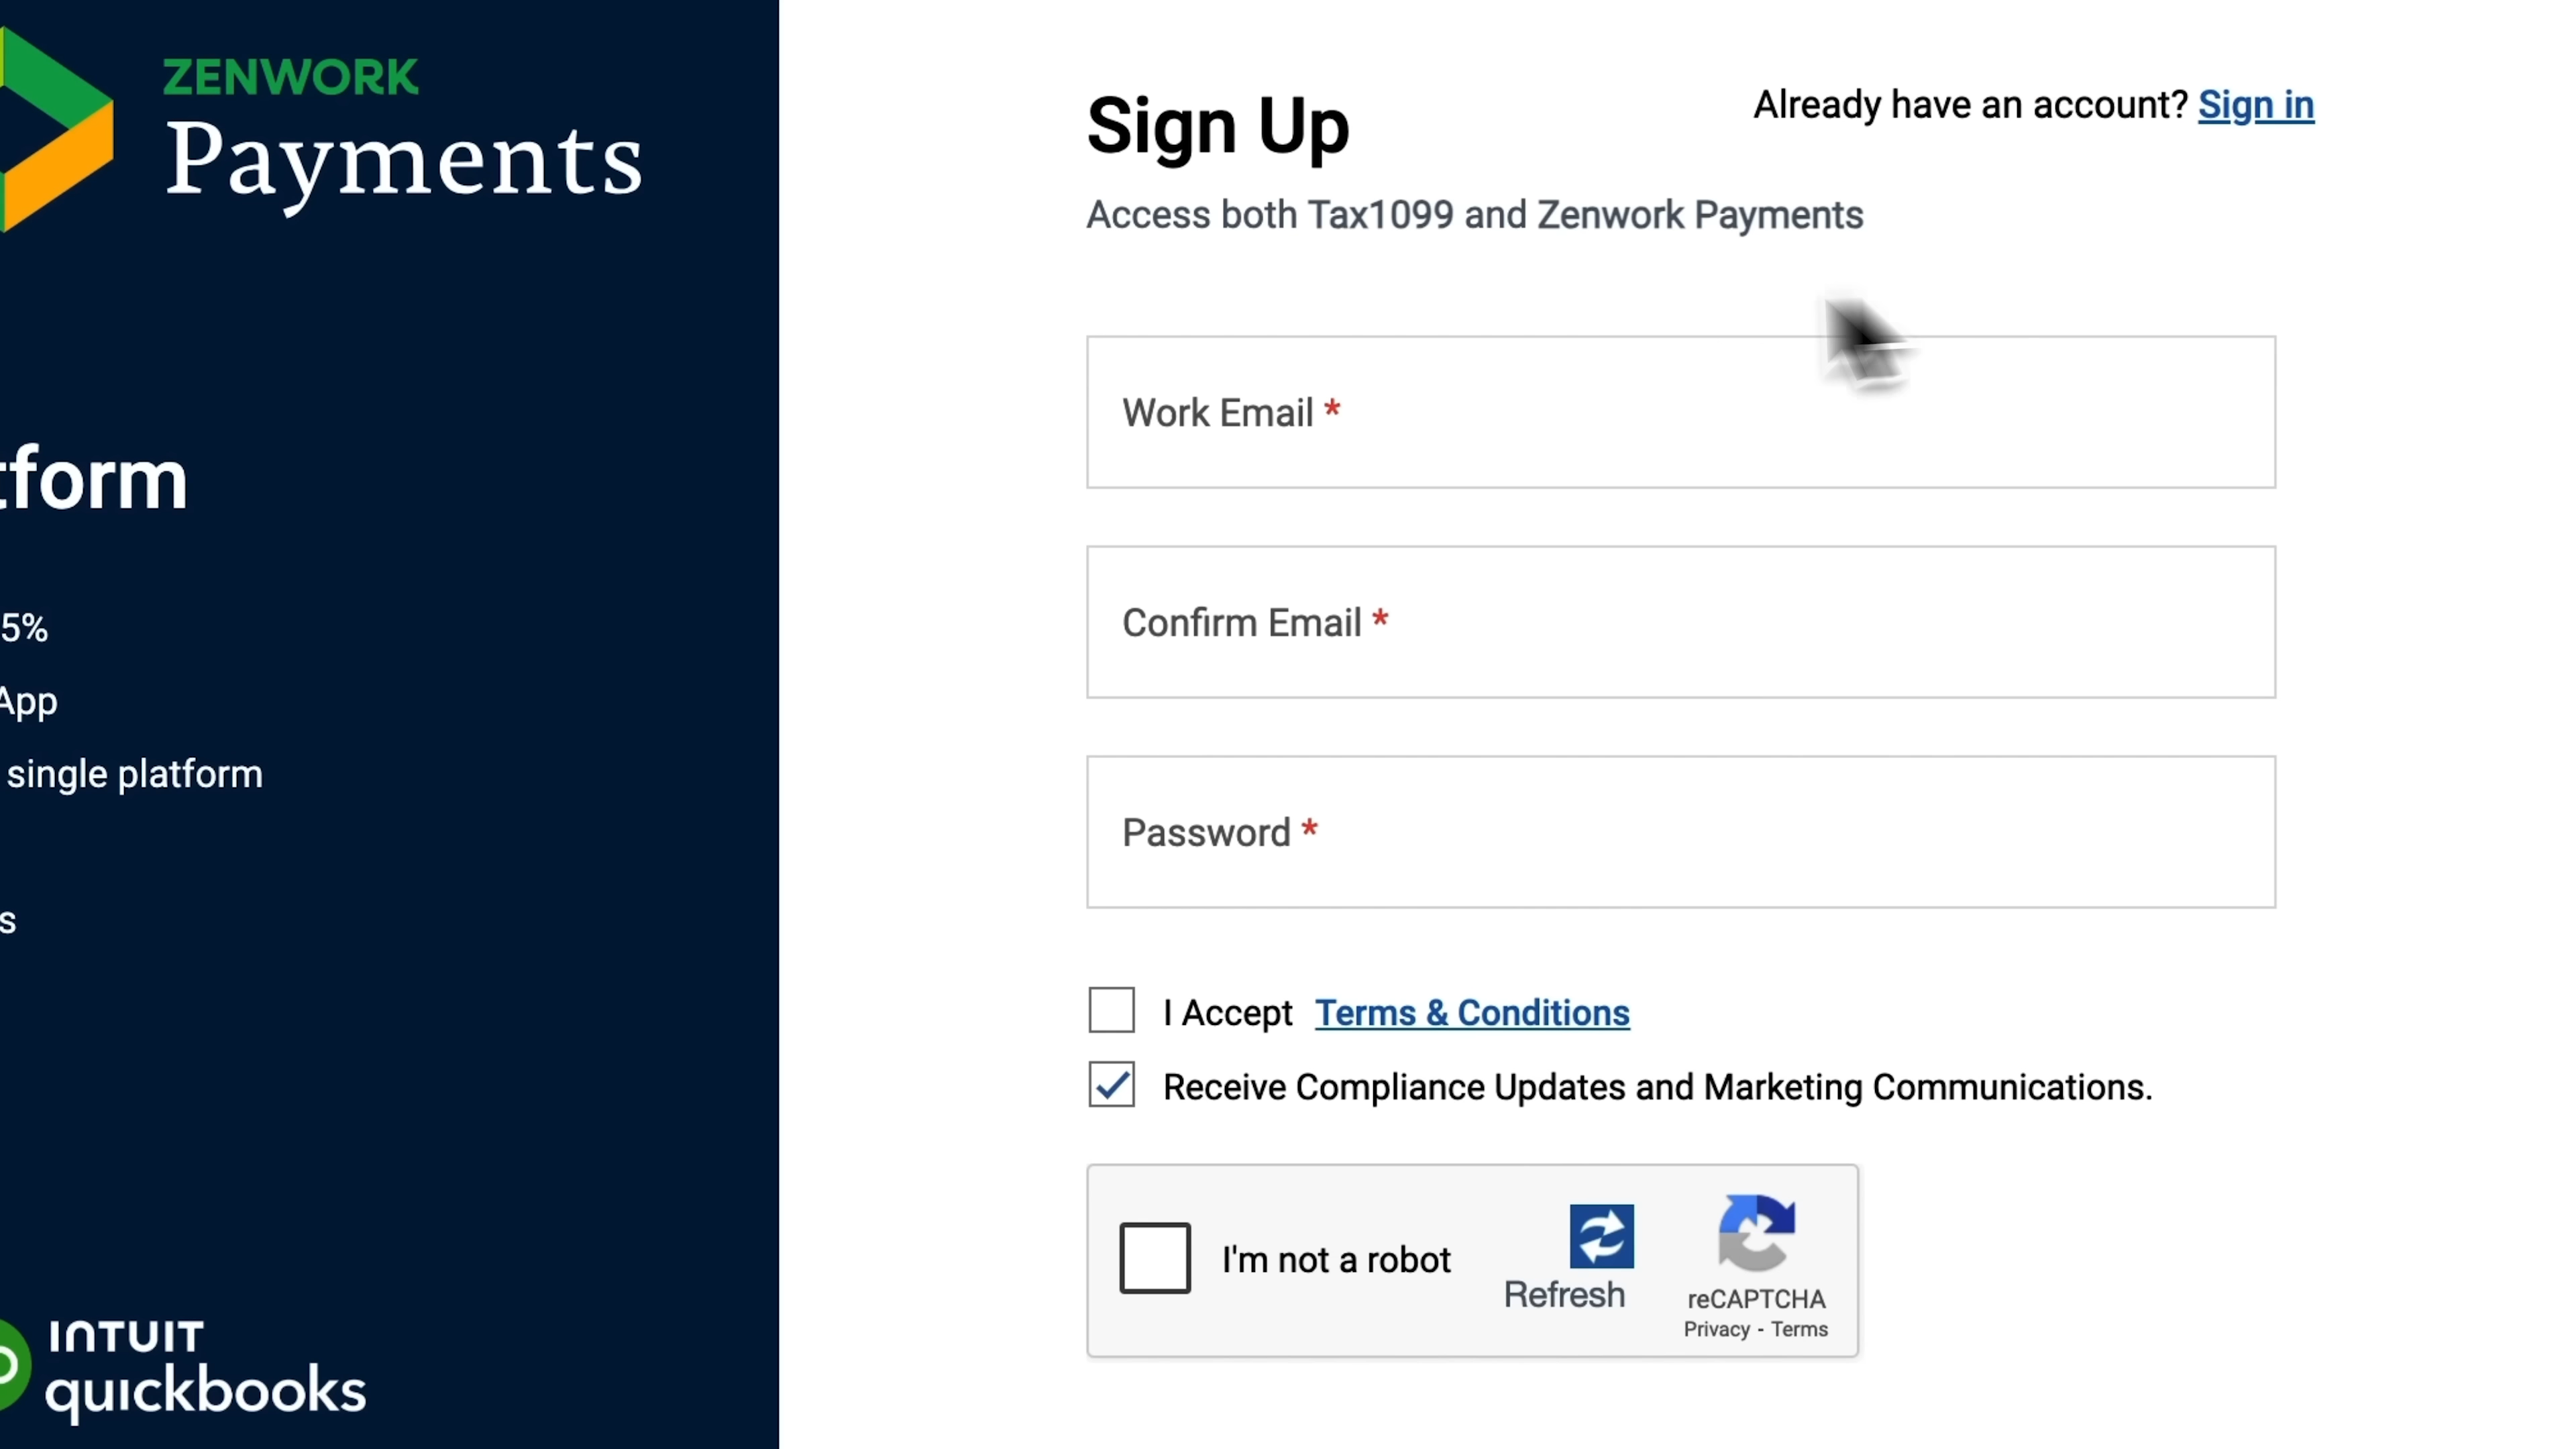 ZENWORK
Payments
tform
5%
App
single platform
s
INTUIT
quickbooks
Sign Up
Already have an account? Sign in
Access both Tax1099 and Zenwork Payments
Work Email *
Confirm Email *
Password *
I Accept Terms & Conditions
Receive Compliance Updates and Marketing Communications.
I'm not a robot
Refresh
reCAPTCHA
Privacy - Terms